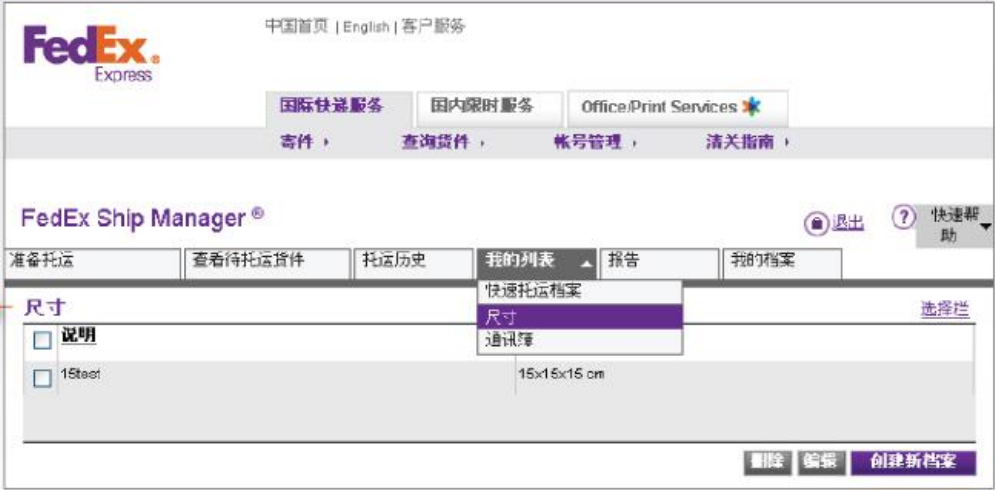 FedEx®
Express
中国首页 | English | 客户服务
国际快递服务 国内限时服务 Office/Print Services
寄件 查询货件 帐号管理 清关指南
FedEx Ship Manager ®
退出 ? 快速帮助
准备托运 查看待托运货件 托运历史 我的列表 报告 我的档案
快速托运档案
尺寸
通讯簿
尺寸 选择栏
说明
15test 15x15x15 cm
删除 编辑 创建新档案